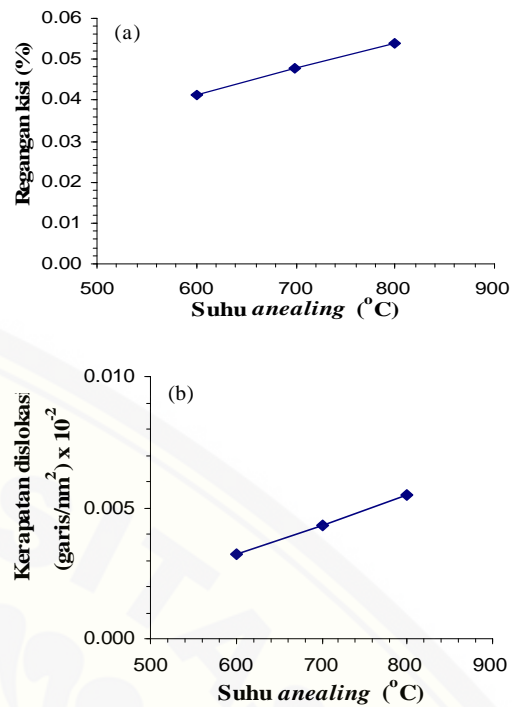 (a)
Regangan kisi (%)
0.06
0.05
0.04
0.03
0.02
0.01
0.00
500 600 700 800 900
Suhu anealing (°C)
(b)
Kerapatan dislokasi
(garis/nm²) x 10⁻²
0.010
0.005
0.000
500 600 700 800 900
Suhu anealing (°C)